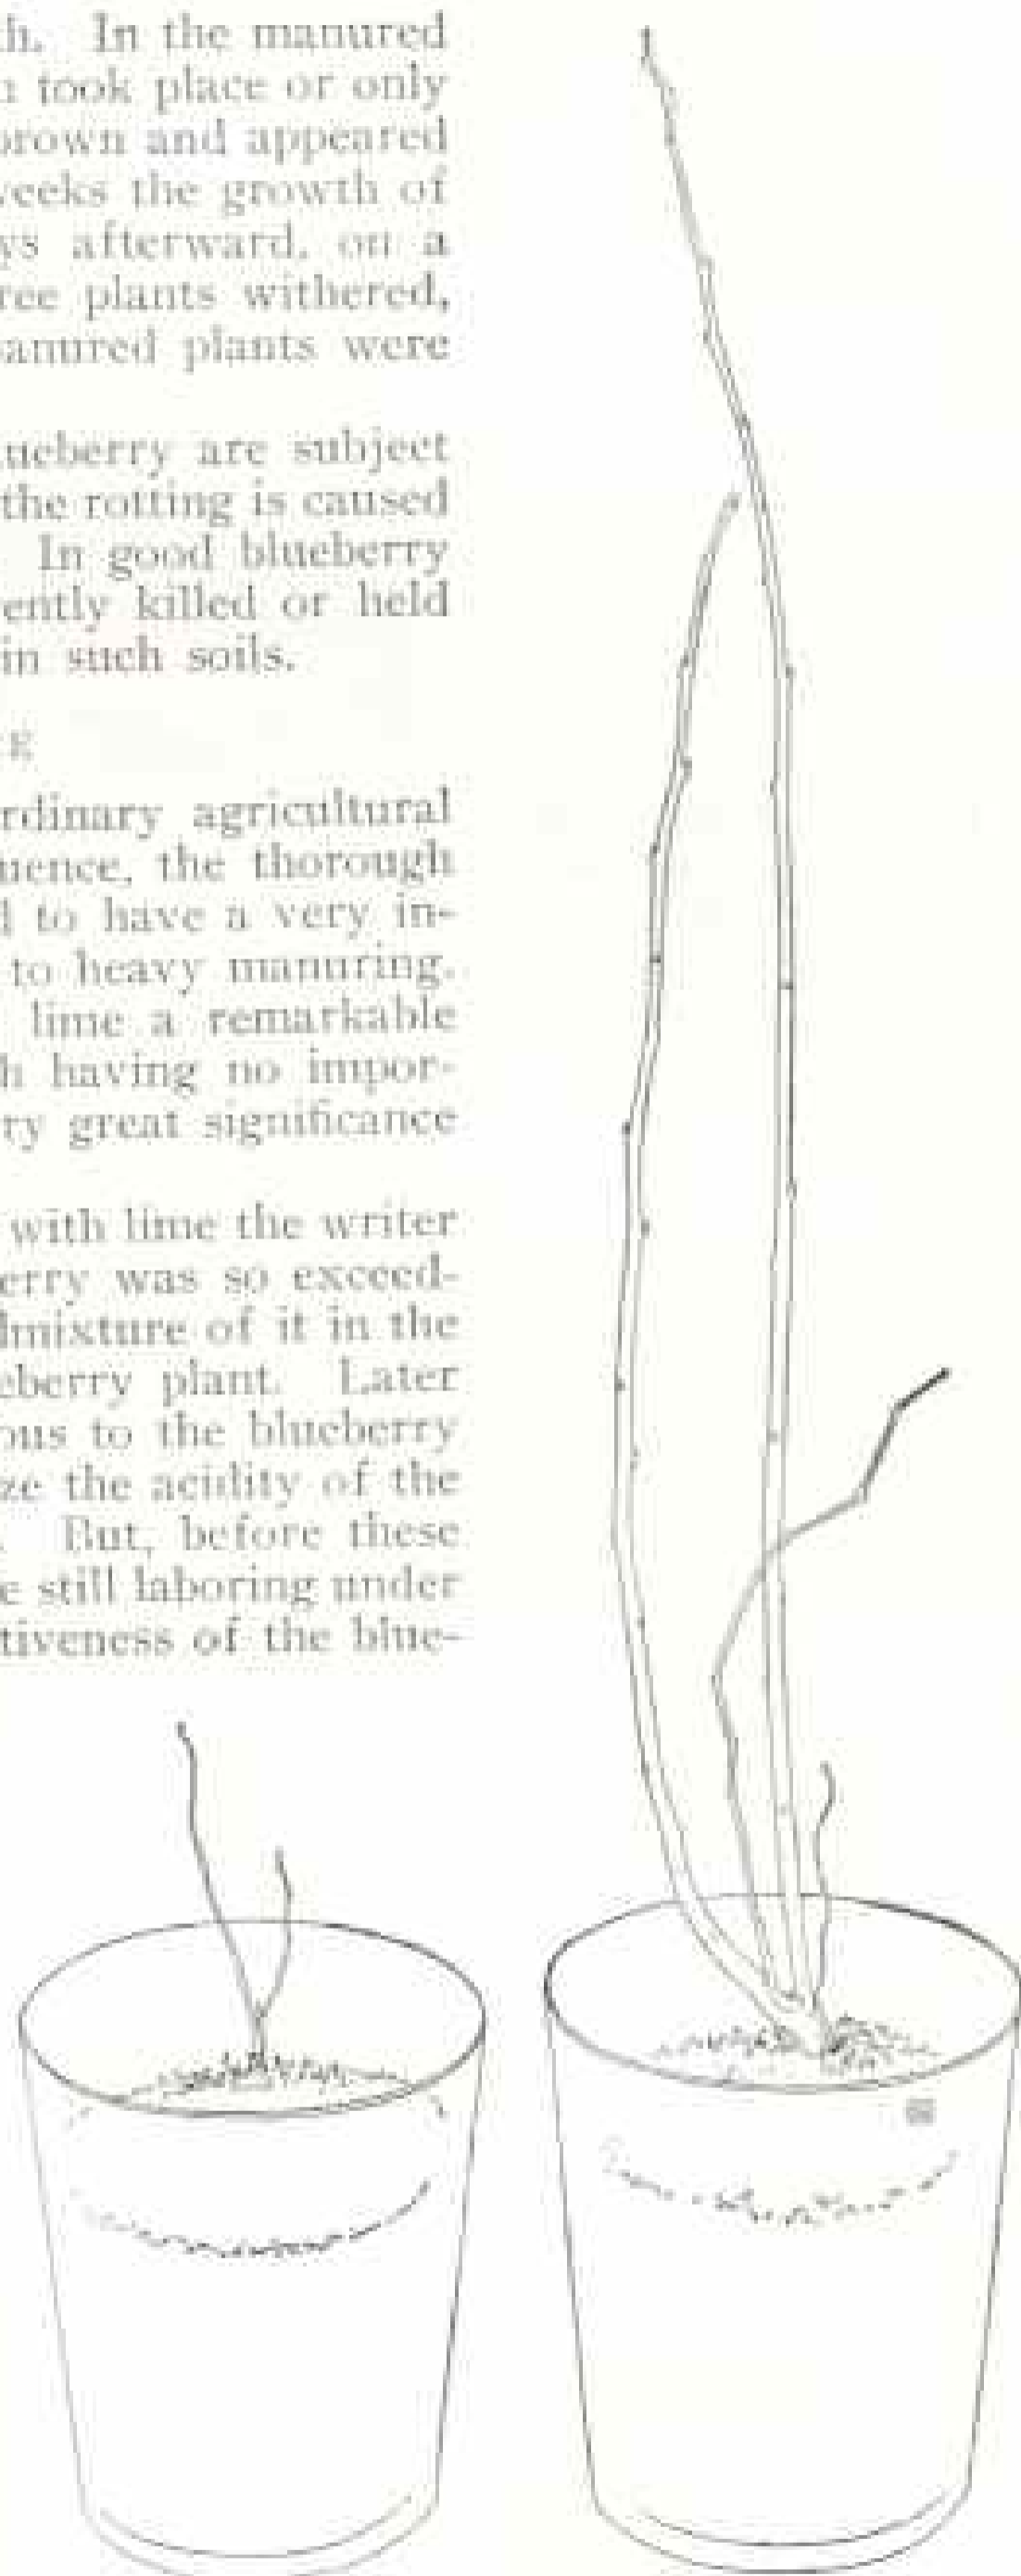 th. In the manured
n took place or only
brown and appeared
weeks the growth of
ys afterward, on a
ree plants withered,
anured plants were
lueberry are subject
the rotting is caused
In good blueberry
ently killed or held
in such soils.
rdinary agricultural
uence, the thorough
d to have a very in-
to heavy manuring.
lime a remarkable
h having no impor-
ry great significance
with lime the writer
erry was so exceed-
dmixture of it in the
eberry plant. Later
ous to the blueberry
ze the acidity of the
. But, before these
e still laboring under
tiveness of the blue-